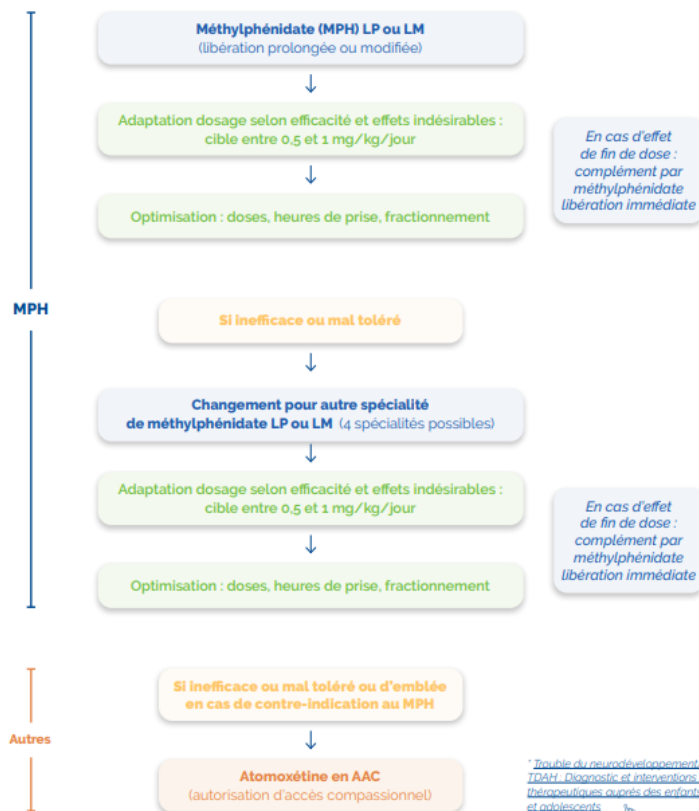 Méthylphénidate (MPH) LP ou LM
(libération prolongée ou modifiée)
↓
Adaptation dosage selon efficacité et effets indésirables :
cible entre 0,5 et 1 mg/kg/jour
En cas d'effet
de fin de dose :
complément par
méthylphénidate
libération immédiate
↓
Optimisation : doses, heures de prise, fractionnement
MPH
Si inefficace ou mal toléré
↓
Changement pour autre spécialité
de méthylphénidate LP ou LM (4 spécialités possibles)
↓
Adaptation dosage selon efficacité et effets indésirables :
cible entre 0,5 et 1 mg/kg/jour
En cas d'effet
de fin de dose :
complément par
méthylphénidate
libération immédiate
↓
Optimisation : doses, heures de prise, fractionnement
Autres
Si inefficace ou mal toléré ou d'emblée
en cas de contre-indication au MPH
↓
Atomoxétine en AAC
(autorisation d'accès compassionnel)
* Trouble du neurodéveloppement
TDAH : Diagnostic et interventions
thérapeutiques auprès des enfants
et adolescents